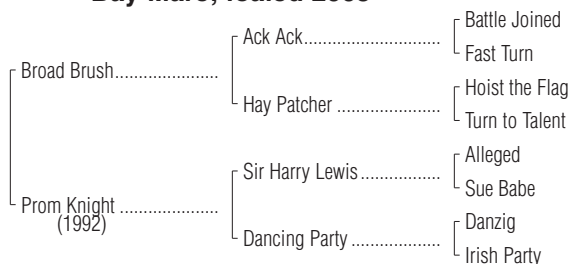 Bay Mare; foaled
Battle Joined
Ack Ack
Fast Turn
Broad Brush
Hoist the Flag
Hay Patcher
Turn to Talent
Alleged
Sir Harry Lewis
Sue Babe
Prom Knight
(1992)
Danzig
Dancing Party
Irish Party